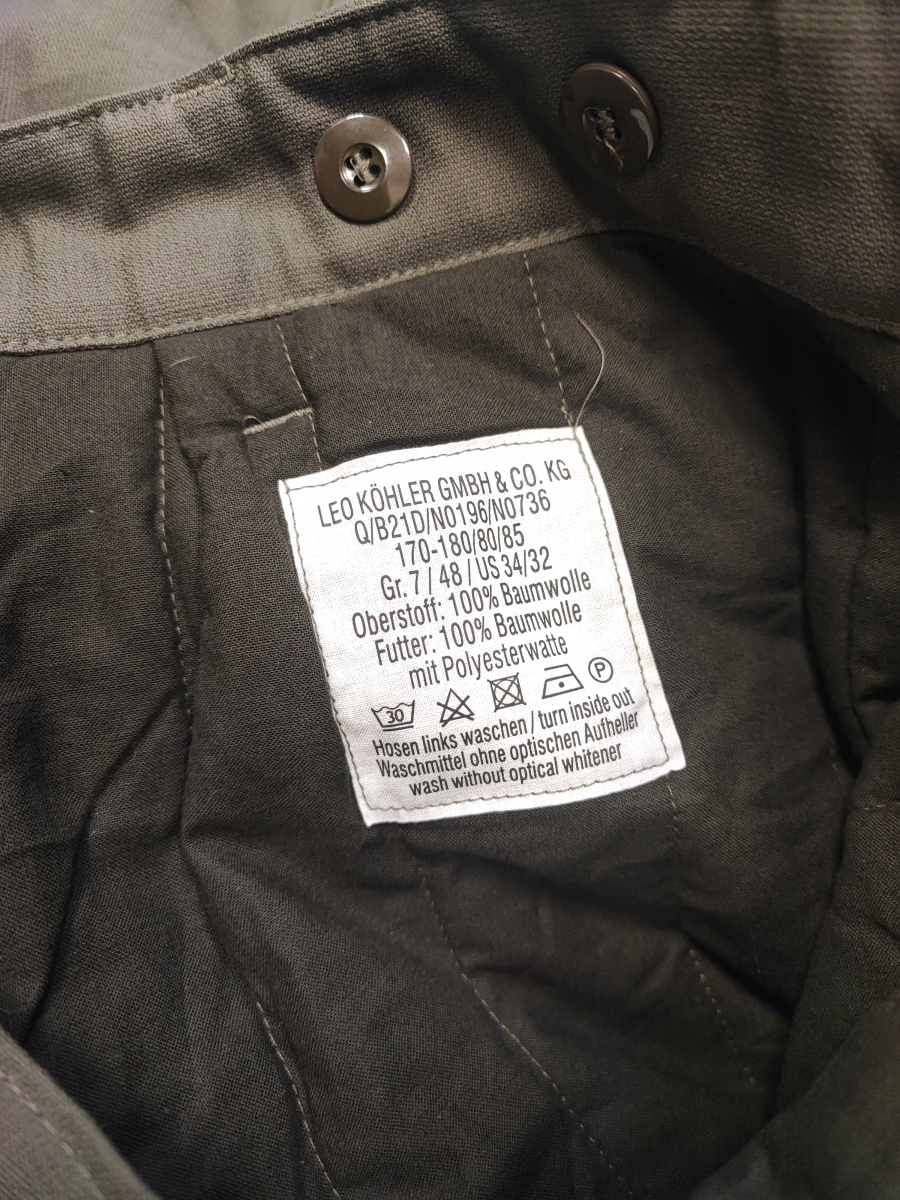 LEO KÖHLER GMBH & CO. KG
Q/B21D/N0196/N0736
170-180/80/85
Gr. 7 / 48 / US 34/32
Oberstoff: 100% Baumwolle
Futter: 100% Baumwolle
mit Polyesterwatte
30 P
Hosen links waschen / turn inside out
Waschmittel ohne optischen Aufheller
wash without optical whitener